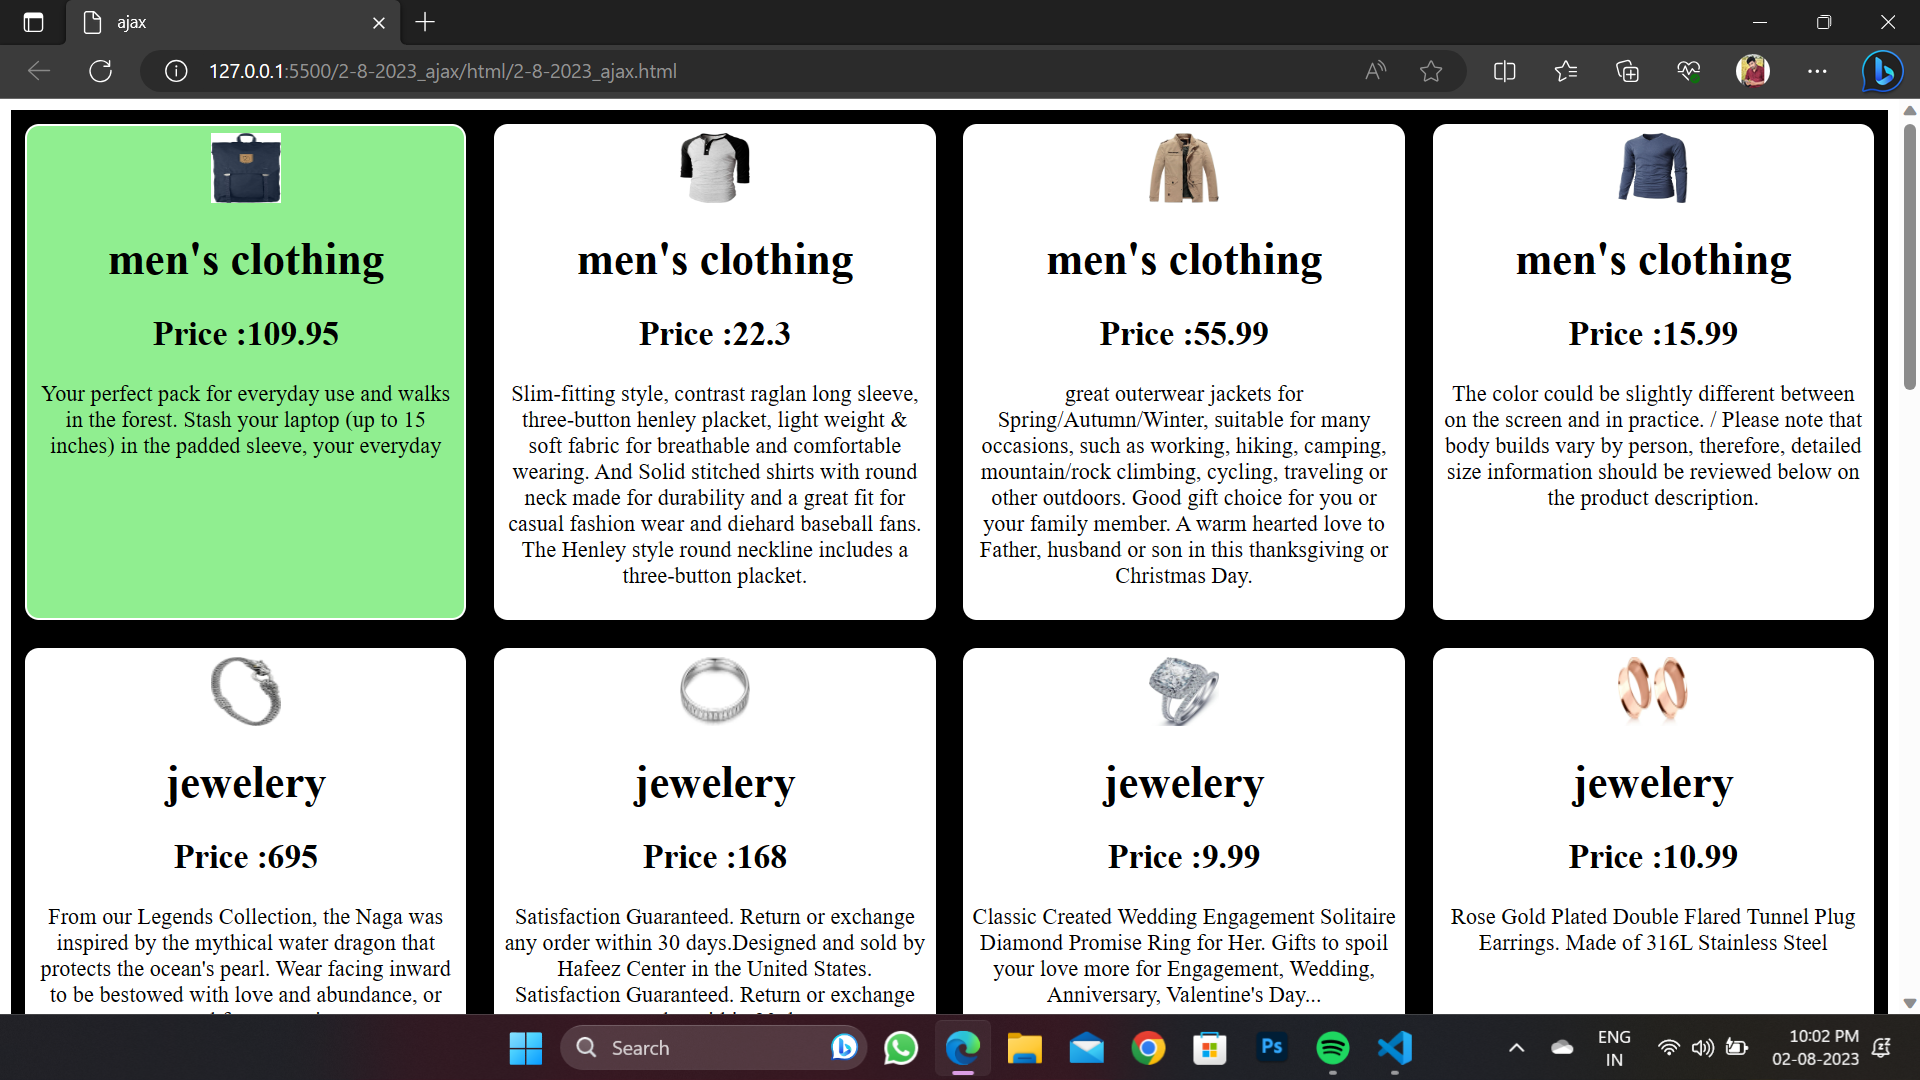 ajax
127.0.0.1:5500/2-8-2023_ajax/html/2-8-2023_ajax.html
men's clothing
Price :109.95
Your perfect pack for everyday use and walks
in the forest. Stash your laptop (up to 15
inches) in the padded sleeve, your everyday
men's clothing
Price :22.3
Slim-fitting style, contrast raglan long sleeve,
three-button henley placket, light weight &
soft fabric for breathable and comfortable
wearing. And Solid stitched shirts with round
neck made for durability and a great fit for
casual fashion wear and diehard baseball fans.
The Henley style round neckline includes a
three-button placket.
men's clothing
Price :55.99
great outerwear jackets for
Spring/Autumn/Winter, suitable for many
occasions, such as working, hiking, camping,
mountain/rock climbing, cycling, traveling or
other outdoors. Good gift choice for you or
your family member. A warm hearted love to
Father, husband or son in this thanksgiving or
Christmas Day.
men's clothing
Price :15.99
The color could be slightly different between
on the screen and in practice. / Please note that
body builds vary by person, therefore, detailed
size information should be reviewed below on
the product description.
jewelery
Price :695
From our Legends Collection, the Naga was
inspired by the mythical water dragon that
protects the ocean's pearl. Wear facing inward
to be bestowed with love and abundance, or
jewelery
Price :168
Satisfaction Guaranteed. Return or exchange
any order within 30 days.Designed and sold by
Hafeez Center in the United States.
Satisfaction Guaranteed. Return or exchange
jewelery
Price :9.99
Classic Created Wedding Engagement Solitaire
Diamond Promise Ring for Her. Gifts to spoil
your love more for Engagement, Wedding,
Anniversary, Valentine's Day...
jewelery
Price :10.99
Rose Gold Plated Double Flared Tunnel Plug
Earrings. Made of 316L Stainless Steel
Search
Ps
ENG
IN
10:02 PM
02-08-2023